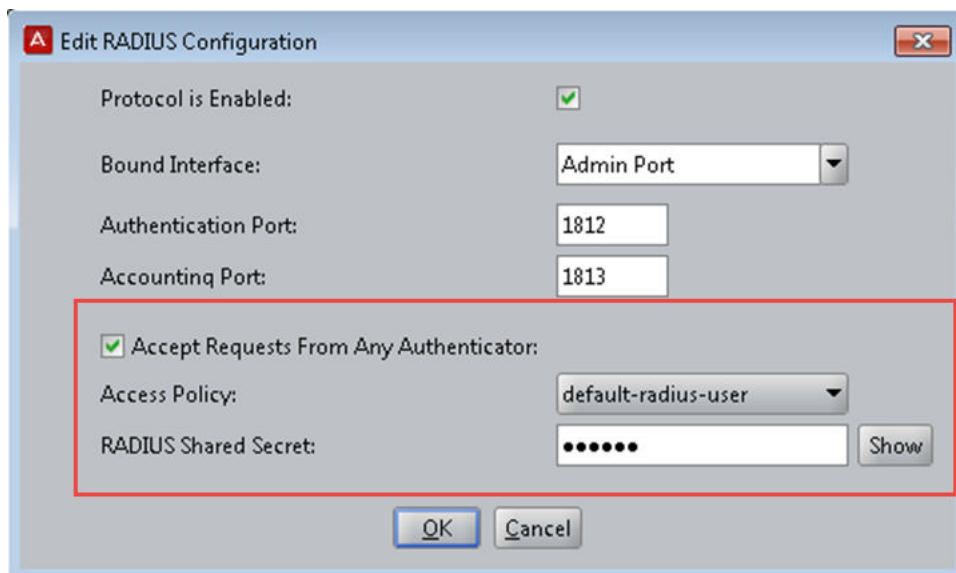 A Edit RADIUS Configuration
Protocol is Enabled:
Bound Interface: Admin Port
Authentication Port: 1812
Accounting Port: 1813
Accept Requests From Any Authenticator:
Access Policy: default-radius-user
RADIUS Shared Secret: •••••• Show
OK Cancel